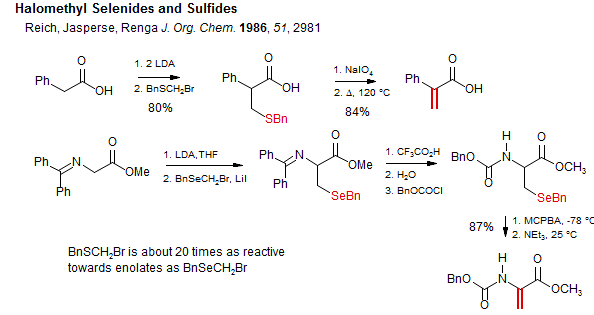 Halomethyl Selenides and Sulfides
Reich, Jasperse, Renga J. Org. Chem. 1986, 51, 2981
Ph
O
OH
1. 2 LDA
2. BnSCH2Br
80%
Ph
O
OH
SBn
1. NaIO4
2. Δ, 120 °C
84%
Ph
O
OH
Ph
N
Ph
O
OMe
1. LDA,THF
2. BnSeCH2Br, LiI
Ph
N
Ph
O
OMe
SeBn
1. CF3CO2H
2. H2O
3. BnOCOCl
BnO
O
H
N
O
OCH3
SeBn
87%
1. MCPBA, -78 °C
2. NEt3, 25 °C
BnSCH2Br is about 20 times as reactive
towards enolates as BnSeCH2Br
BnO
O
H
N
O
OCH3